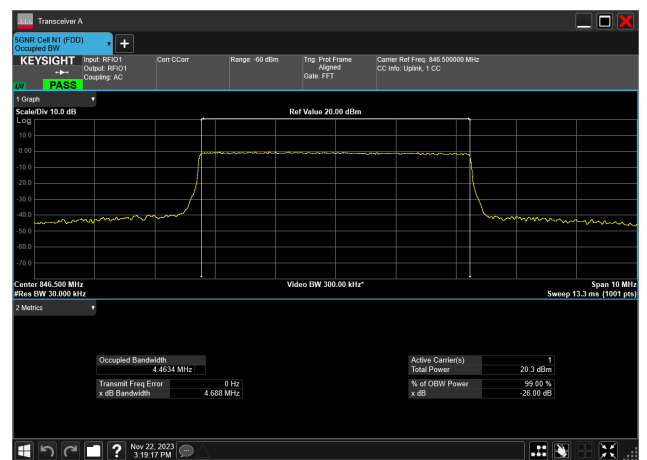 Transceiver A
5GNR Cell N1 (FDD)
Occupied BW
KEYSIGHT
LV
PASS
Input: RFIO1
Output: RFIO1
Coupling: AC
Corr CCorr
Range: -60 dBm
Trig: Prot Frame
Aligned
Gate: FFT
Carrier Ref Freq: 846.500000 MHz
CC Info: Uplink, 1 CC
1 Graph
Scale/Div 10.0 dB
Ref Value 20.00 dBm
Log
10.0
0.00
-10.0
-20.0
-30.0
-40.0
-50.0
-60.0
-70.0
Center 846.500 MHz
Video BW 300.00 kHz*
Span 10 MHz
#Res BW 30.000 kHz
Sweep 13.3 ms (1001 pts)
2 Metrics
Occupied Bandwidth
4.4634 MHz
Active Carrier(s) 1
Total Power 20.3 dBm
Transmit Freq Error 0 Hz
x dB Bandwidth 4.688 MHz
% of OBW Power 99.00 %
x dB -26.00 dB
Nov 22, 2023
3:19:17 PM